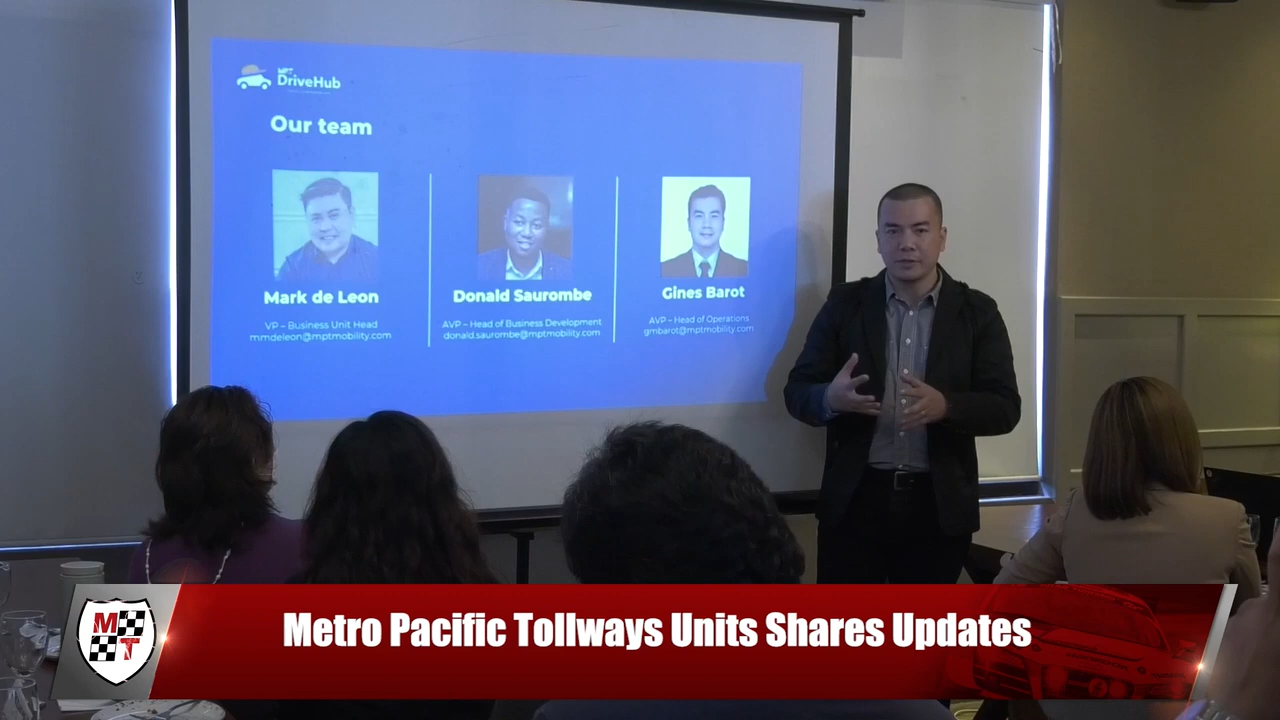 MPT
DriveHub
Our team
Mark de Leon
VP – Business Unit Head
mmdeleon@mptmobility.com
Donald Saurombe
AVP – Head of Business Development
donald.saurombe@mptmobility.com
Gines Barot
AVP – Head of Operations
gmbarot@mptmobility.com
M
T
Metro Pacific Tollways Units Shares Updates